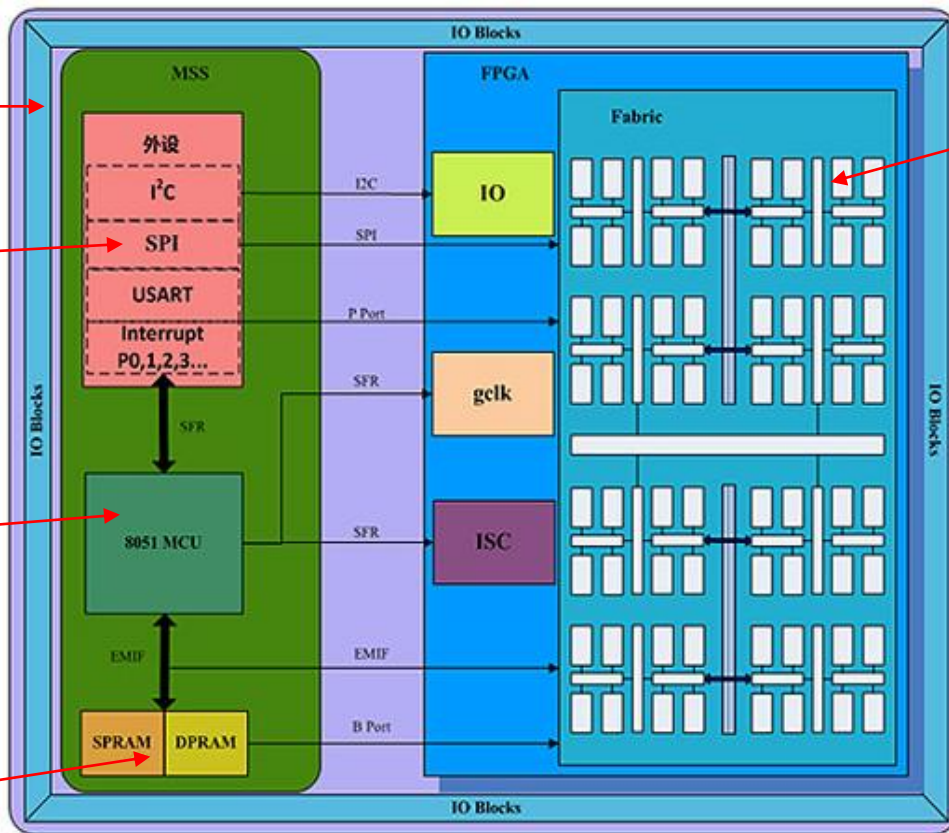 IO Blocks
MSS
FPGA
Fabric
外设
I²C
SPI
USART
Interrupt
P0,1,2,3...
I2C
SPI
P Port
SFR
SFR
IO
gclk
ISC
IO Blocks
IO Blocks
SFR
8051 MCU
EMIF
EMIF
B Port
SPRAM
DPRAM
IO Blocks